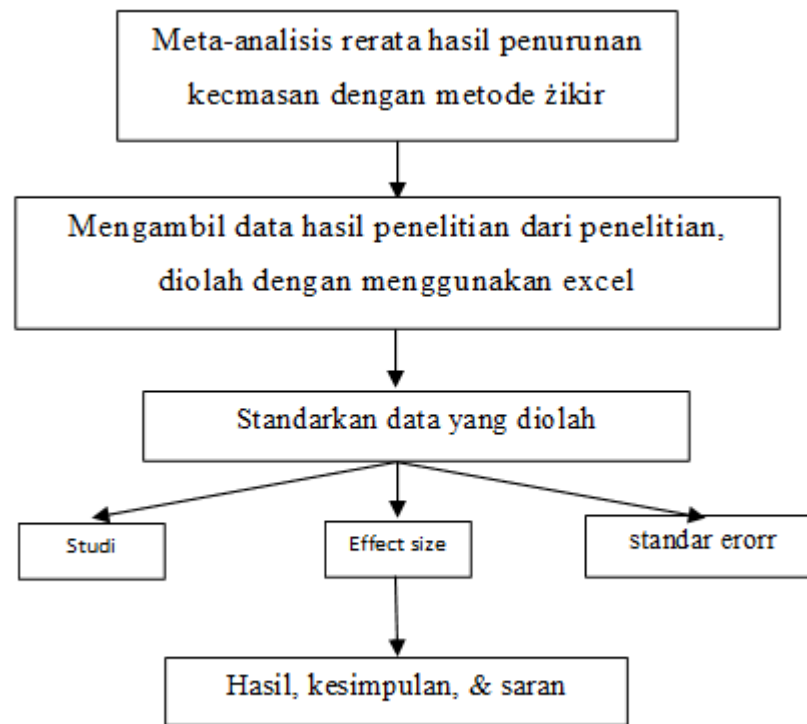 Meta-analisis rerata hasil penurunan
kecmasan dengan metode żikir
Mengambil data hasil penelitian dari penelitian,
diolah dengan menggunakan excel
Standarkan data yang diolah
Studi
Effect size
standar erorr
Hasil, kesimpulan, & saran